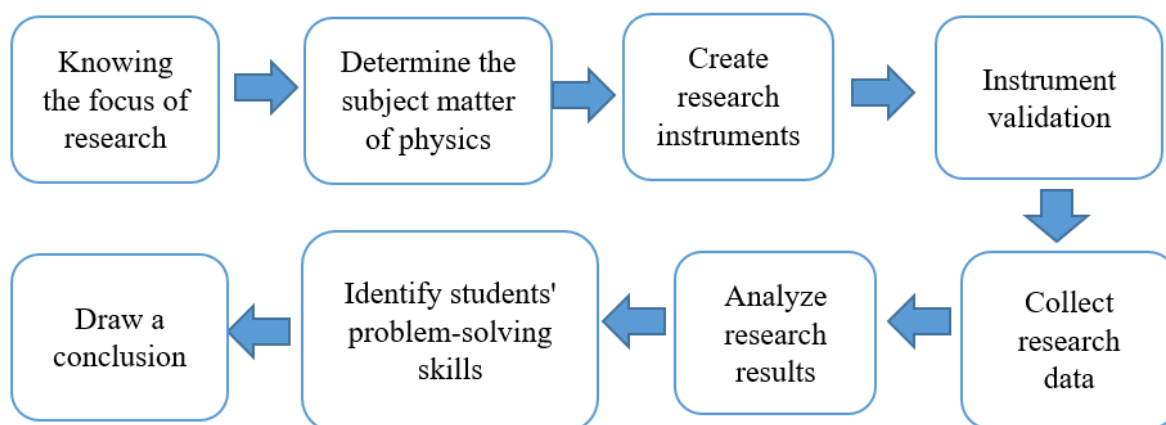 Knowing
the focus of
research
Determine the
subject matter
of physics
Create
research
instruments
Instrument
validation
Collect
research
data
Analyze
research
results
Identify students'
problem-solving
skills
Draw a
conclusion